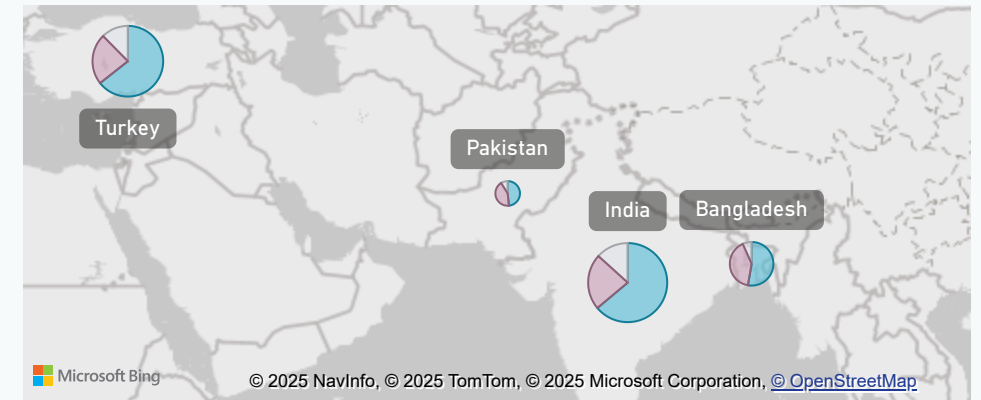 Turkey
Pakistan
India
Bangladesh
Microsoft Bing
© 2025 NavInfo, © 2025 TomTom, © 2025 Microsoft Corporation, © OpenStreetMap